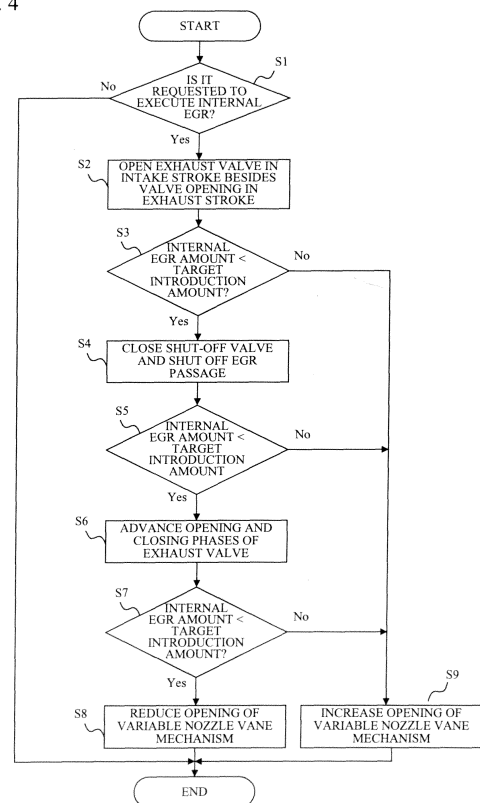 4
START
S1
No
IS IT
REQUESTED TO
EXECUTE INTERNAL
EGR?
Yes
S2
OPEN EXHAUST VALVE IN
INTAKE STROKE BESIDES
VALVE OPENING IN
EXHAUST STROKE
S3
INTERNAL
EGR AMOUNT <
TARGET
INTRODUCTION
AMOUNT?
No
Yes
S4
CLOSE SHUT-OFF VALVE
AND SHUT OFF EGR
PASSAGE
S5
INTERNAL
EGR AMOUNT <
TARGET
INTRODUCTION
AMOUNT
No
Yes
S6
ADVANCE OPENING AND
CLOSING PHASES OF
EXHAUST VALVE
S7
INTERNAL
EGR AMOUNT <
TARGET
INTRODUCTION
AMOUNT?
No
Yes
S8
REDUCE OPENING OF
VARIABLE NOZZLE VANE
MECHANISM
S9
INCREASE OPENING OF
VARIABLE NOZZLE VANE
MECHANISM
END